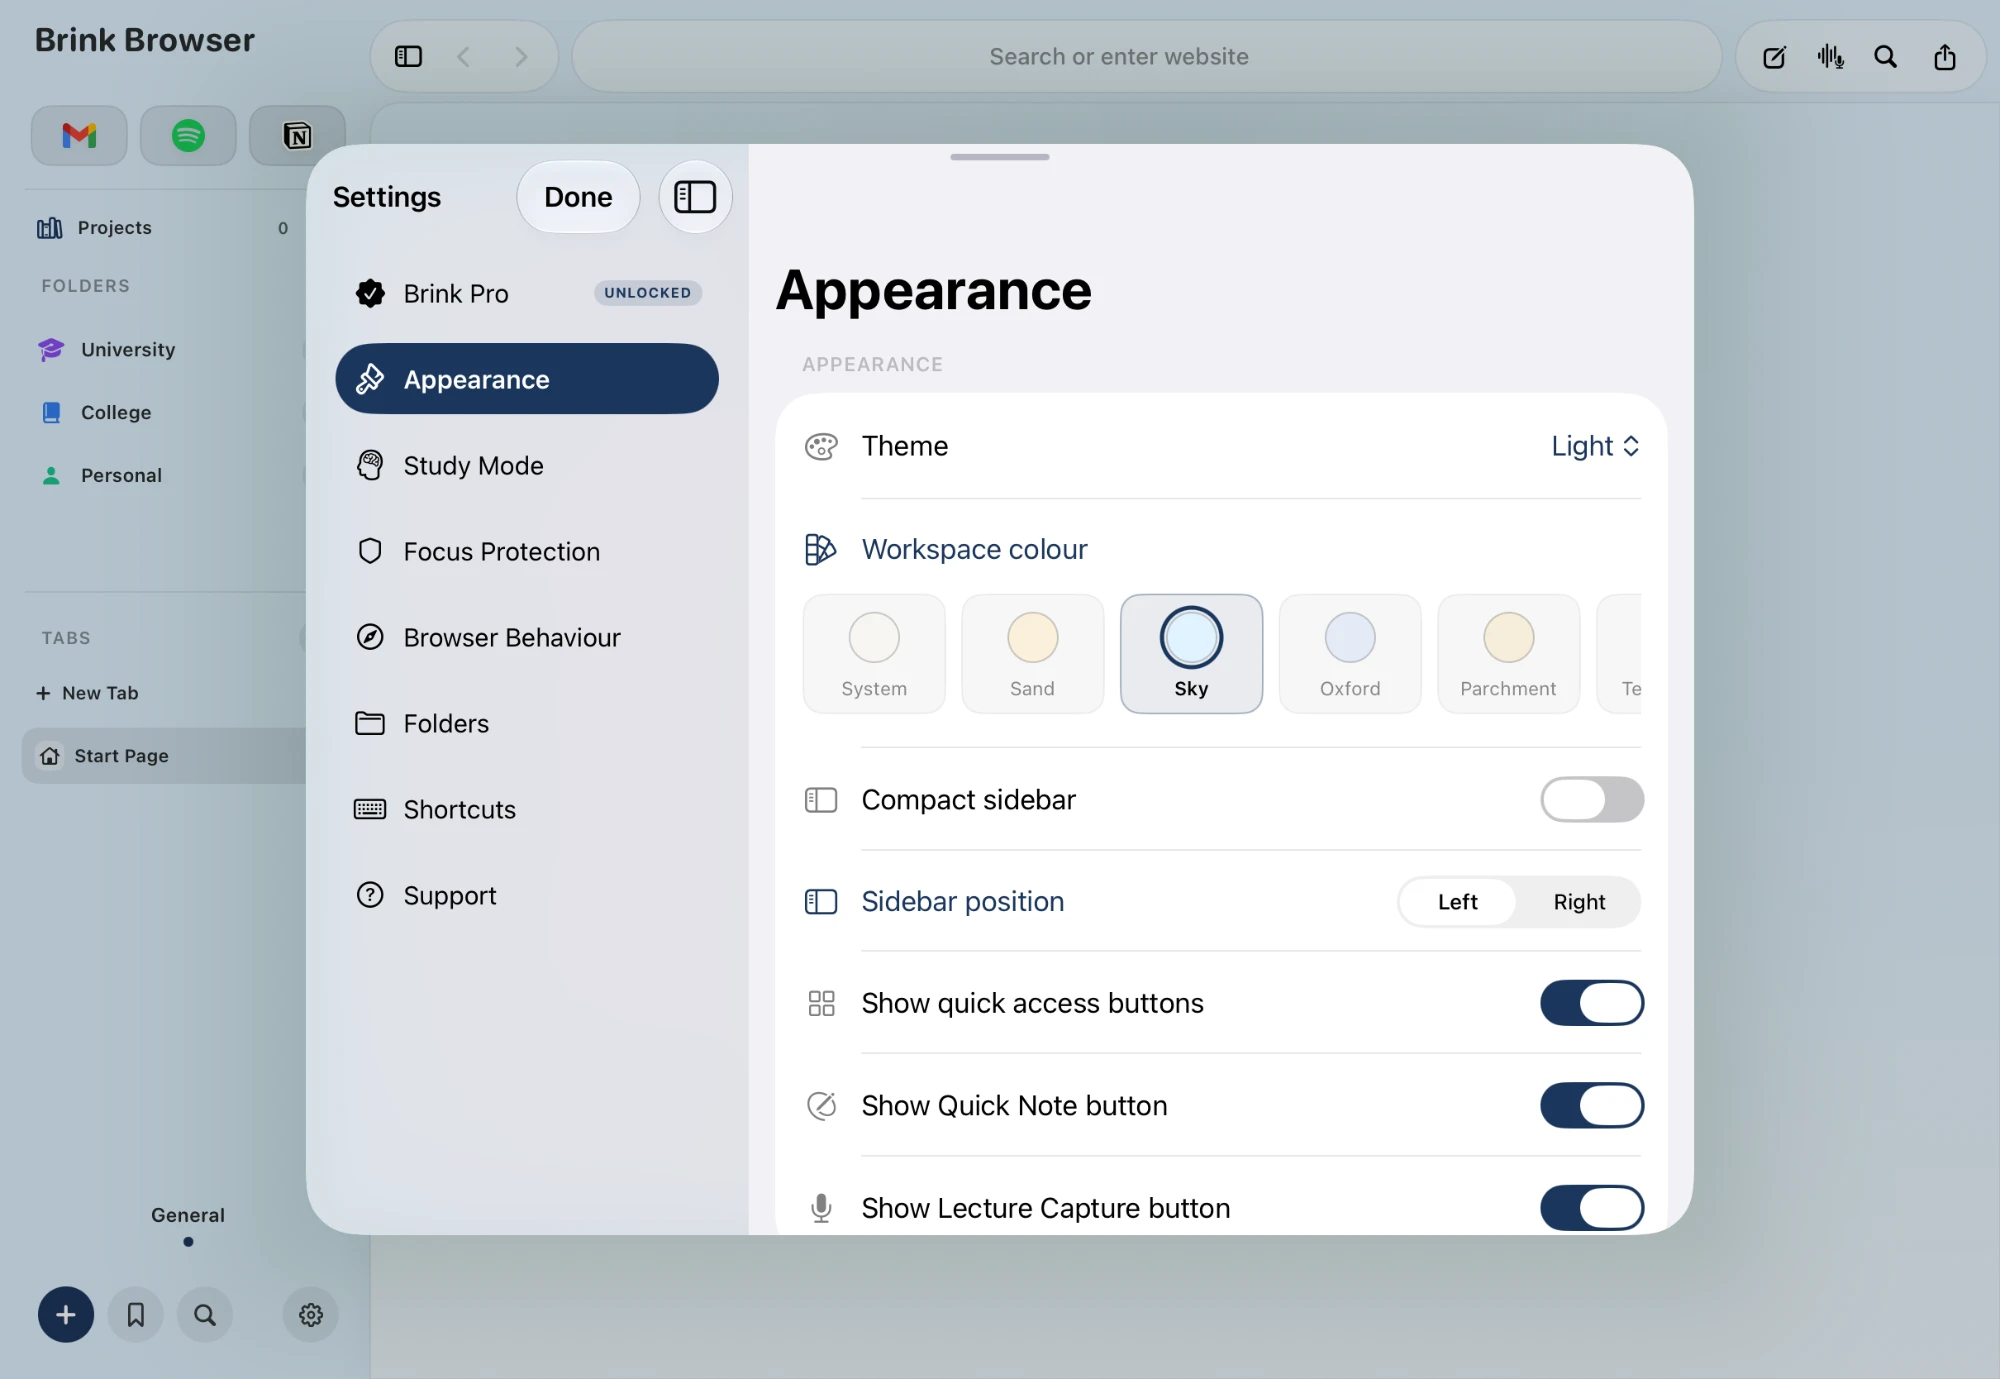 Brink Browser
Search or enter website
Projects 0
FOLDERS
University
College
Personal
TABS
New Tab
Start Page
General
Settings
Done
Brink Pro UNLOCKED
Appearance
Study Mode
Focus Protection
Browser Behaviour
Folders
Shortcuts
Support
Appearance
APPEARANCE
Theme Light
Workspace colour
System Sand Sky Oxford Parchment Te
Compact sidebar
Sidebar position Left Right
Show quick access buttons
Show Quick Note button
Show Lecture Capture button